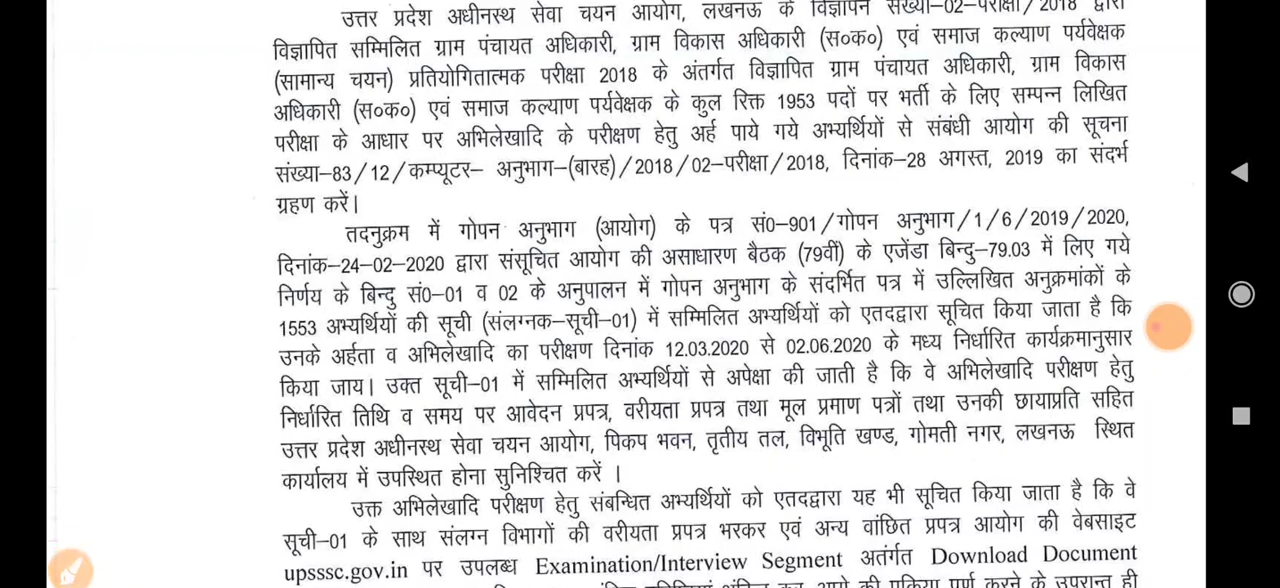 उत्तर प्रदेश अधीनस्थ सेवा चयन आयोग, लखनऊ के विज्ञापन संख्या-02-परीक्षा/2018 द्वारा
विज्ञापित सम्मिलित ग्राम पंचायत अधिकारी, ग्राम विकास अधिकारी (स०क०) एवं समाज कल्याण पर्यवेक्षक
(सामान्य चयन) प्रतियोगितात्मक परीक्षा 2018 के अंतर्गत विज्ञापित ग्राम पंचायत अधिकारी, ग्राम विकास
अधिकारी (स०क०) एवं समाज कल्याण पर्यवेक्षक के कुल रिक्त 1953 पदों पर भर्ती के लिए सम्पन्न लिखित
परीक्षा के आधार पर अभिलेखादि के परीक्षण हेतु अर्ह पाये गये अभ्यर्थियों से संबंधी आयोग की सूचना
संख्या-83/12/कम्प्यूटर- अनुभाग-(बारह)/2018/02-परीक्षा/2018, दिनांक-28 अगस्त, 2019 का संदर्भ
ग्रहण करें।
तदनुक्रम में गोपन अनुभाग (आयोग) के पत्र सं0-901/गोपन अनुभाग/1/6/2019/2020,
दिनांक-24-02-2020 द्वारा संसूचित आयोग की असाधारण बैठक (79वीं) के एजेंडा बिन्दु-79.03 में लिए गये
निर्णय के बिन्दु सं0-01 व 02 के अनुपालन में गोपन अनुभाग के संदर्भित पत्र में उल्लिखित अनुक्रमांकों के
1553 अभ्यर्थियों की सूची (संलग्नक-सूची-01) में सम्मिलित अभ्यर्थियों को एतदद्वारा सूचित किया जाता है कि
उनके अर्हता व अभिलेखादि का परीक्षण दिनांक 12.03.2020 से 02.06.2020 के मध्य निर्धारित कार्यक्रमानुसार
किया जाय। उक्त सूची-01 में सम्मिलित अभ्यर्थियों से अपेक्षा की जाती है कि वे अभिलेखादि परीक्षण हेतु
निर्धारित तिथि व समय पर आवेदन प्रपत्र, वरीयता प्रपत्र तथा मूल प्रमाण पत्रों तथा उनकी छायाप्रति सहित
उत्तर प्रदेश अधीनस्थ सेवा चयन आयोग, पिकप भवन, तृतीय तल, विभूति खण्ड, गोमती नगर, लखनऊ स्थित
कार्यालय में उपस्थित होना सुनिश्चित करें ।
उक्त अभिलेखादि परीक्षण हेतु संबन्धित अभ्यर्थियों को एतदद्वारा यह भी सूचित किया जाता है कि वे
सूची-01 के साथ संलग्न विभागों की वरीयता प्रपत्र भरकर एवं अन्य वांछित प्रपत्र आयोग की वेबसाइट
upsssc.gov.in पर उपलब्ध Examination/Interview Segment अतंर्गत Download Document
की प्रक्रिया पूर्ण करने के उपरान्त ही